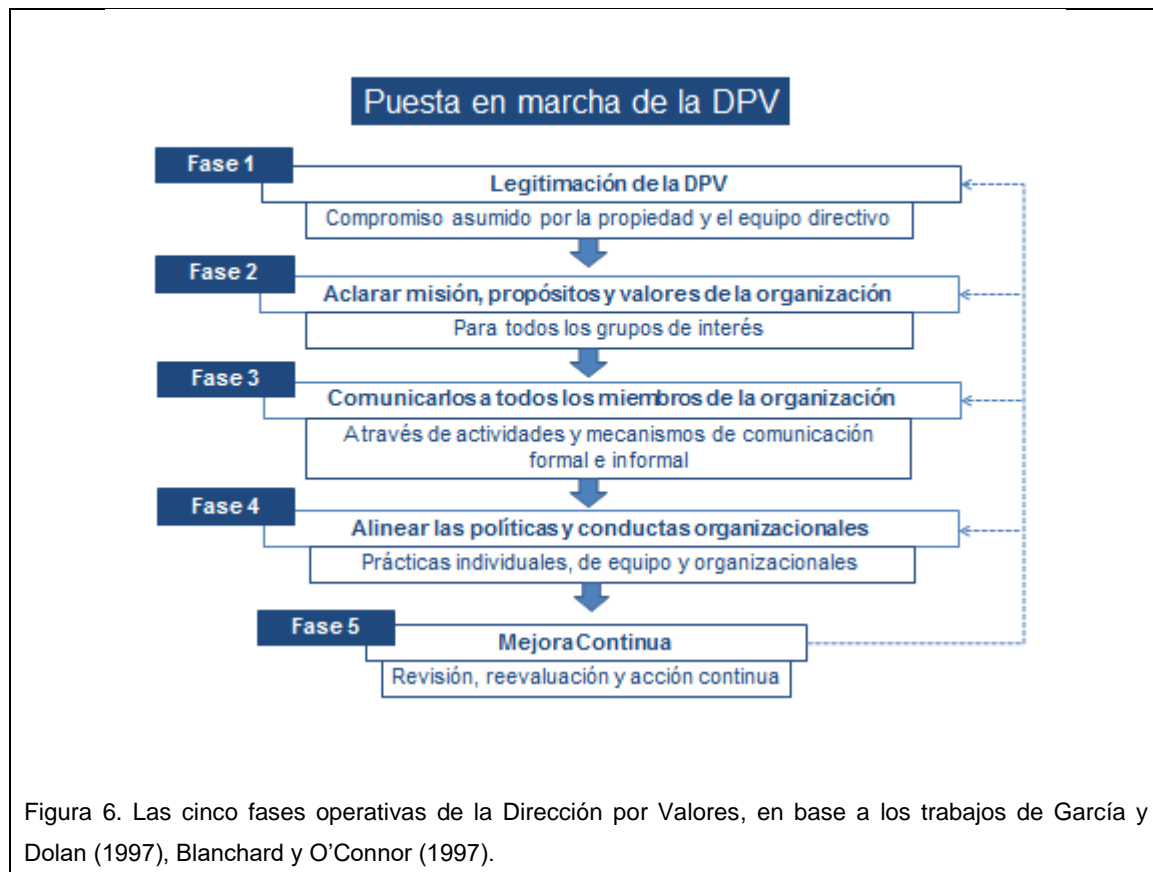 Puesta en marcha de la DPV
Fase 1
Legitimación de la DPV
Compromiso asumido por la propiedad y el equipo directivo
Fase 2
Aclarar misión, propósitos y valores de la organización
Para todos los grupos de interés
Fase 3
Comunicarlos a todos los miembros de la organización
A través de actividades y mecanismos de comunicación
formal e informal
Fase 4
Alinear las políticas y conductas organizacionales
Prácticas individuales, de equipo y organizacionales
Fase 5
Mejora Continua
Revisión, reevaluación y acción continua
Figura 6. Las cinco fases operativas de la Dirección por Valores, en base a los trabajos de García y
Dolan (1997), Blanchard y O’Connor (1997).